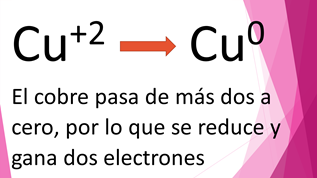 Cu⁺² → Cu⁰
El cobre pasa de más dos a
cero, por lo que se reduce y
gana dos electrones